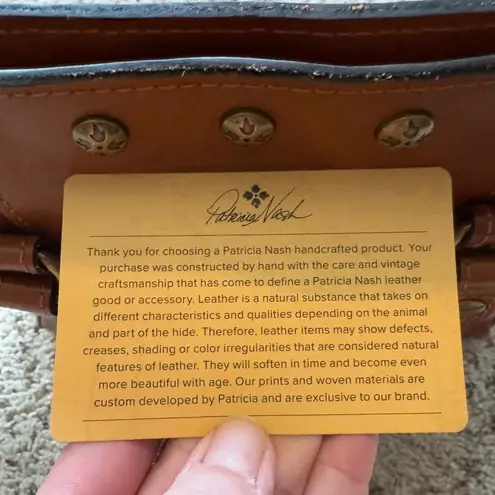 Patricia Nash
Thank you for choosing a Patricia Nash handcrafted product. Your
purchase was constructed by hand with the care and vintage
craftsmanship that has come to define a Patricia Nash leather
good or accessory. Leather is a natural substance that takes on
different characteristics and qualities depending on the animal
and part of the hide. Therefore, leather items may show defects,
creases, shading or color irregularities that are considered natural
features of leather. They will soften in time and become even
more beautiful with age. Our prints and woven materials are
custom developed by Patricia and are exclusive to our brand.